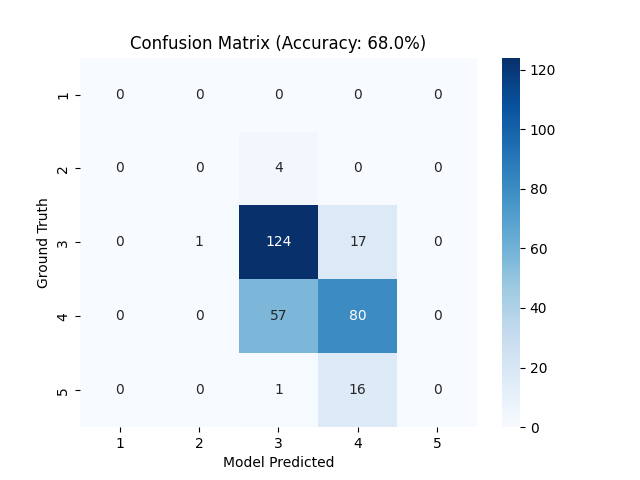 Confusion Matrix (Accuracy: 68.0%)
Ground Truth
1 0 0 0 0 0
2 0 0 4 0 0
3 0 1 124 17 0
4 0 0 57 80 0
5 0 0 1 16 0
1 2 3 4 5
Model Predicted
120
100
80
60
40
20
0